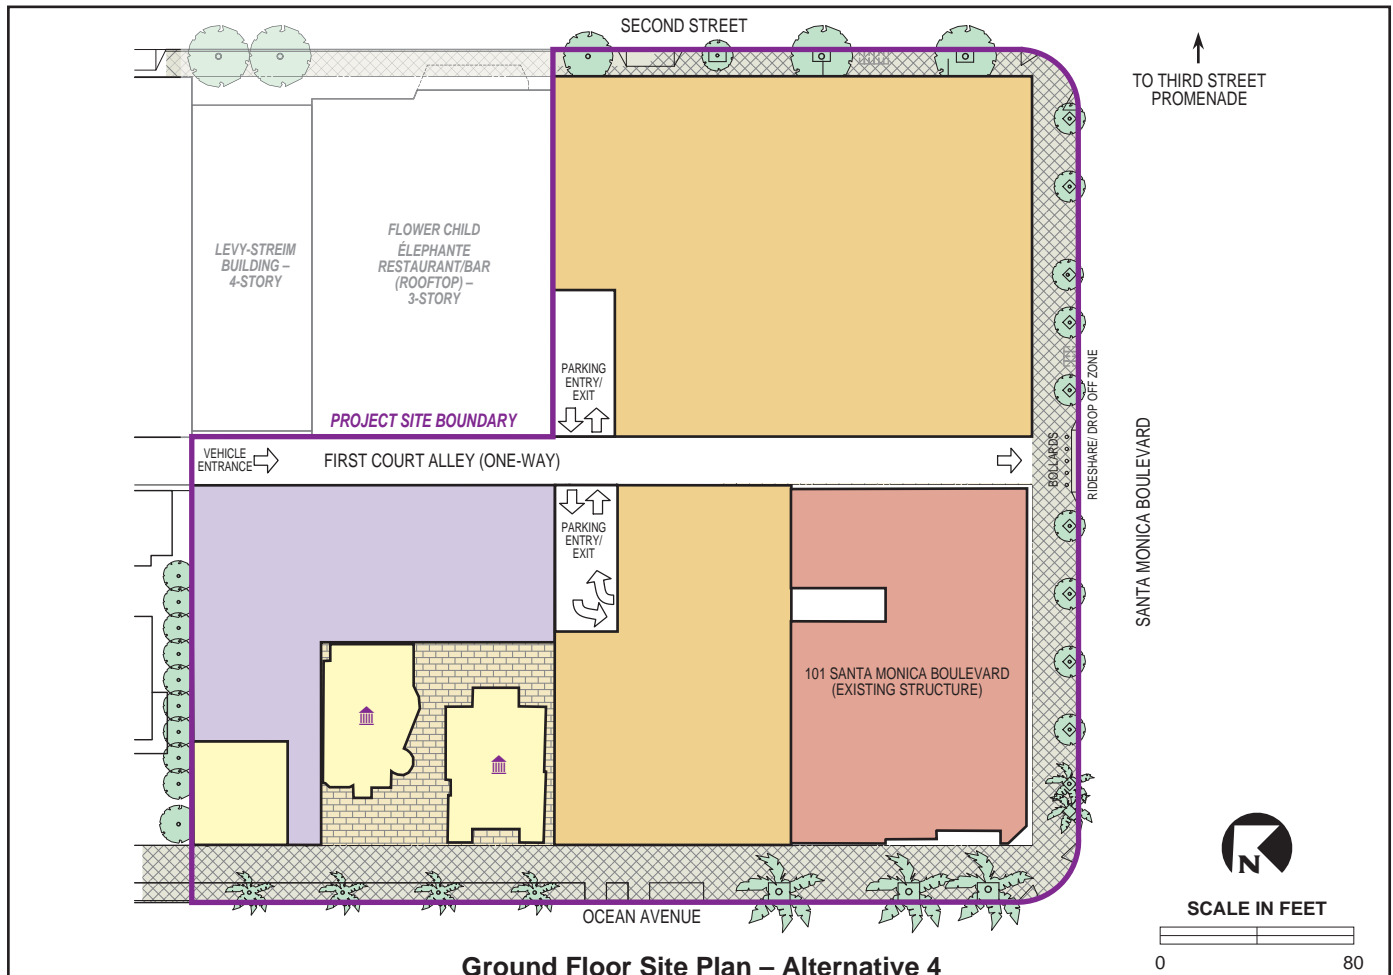 SECOND STREET
TO THIRD STREET
PROMENADE
LEVY-STREIM
BUILDING –
4-STORY
FLOWER CHILD
ÉLEPHANTE
RESTAURANT/BAR
(ROOFTOP) –
3-STORY
PARKING
ENTRY/
EXIT
PROJECT SITE BOUNDARY
VEHICLE
ENTRANCE
FIRST COURT ALLEY (ONE-WAY)
BOLLARDS
RIDESHARE/ DROP OFF ZONE
SANTA MONICA BOULEVARD
PARKING
ENTRY/
EXIT
101 SANTA MONICA BOULEVARD
(EXISTING STRUCTURE)
N
OCEAN AVENUE
SCALE IN FEET
0 80
Ground Floor Site Plan – Alternative 4